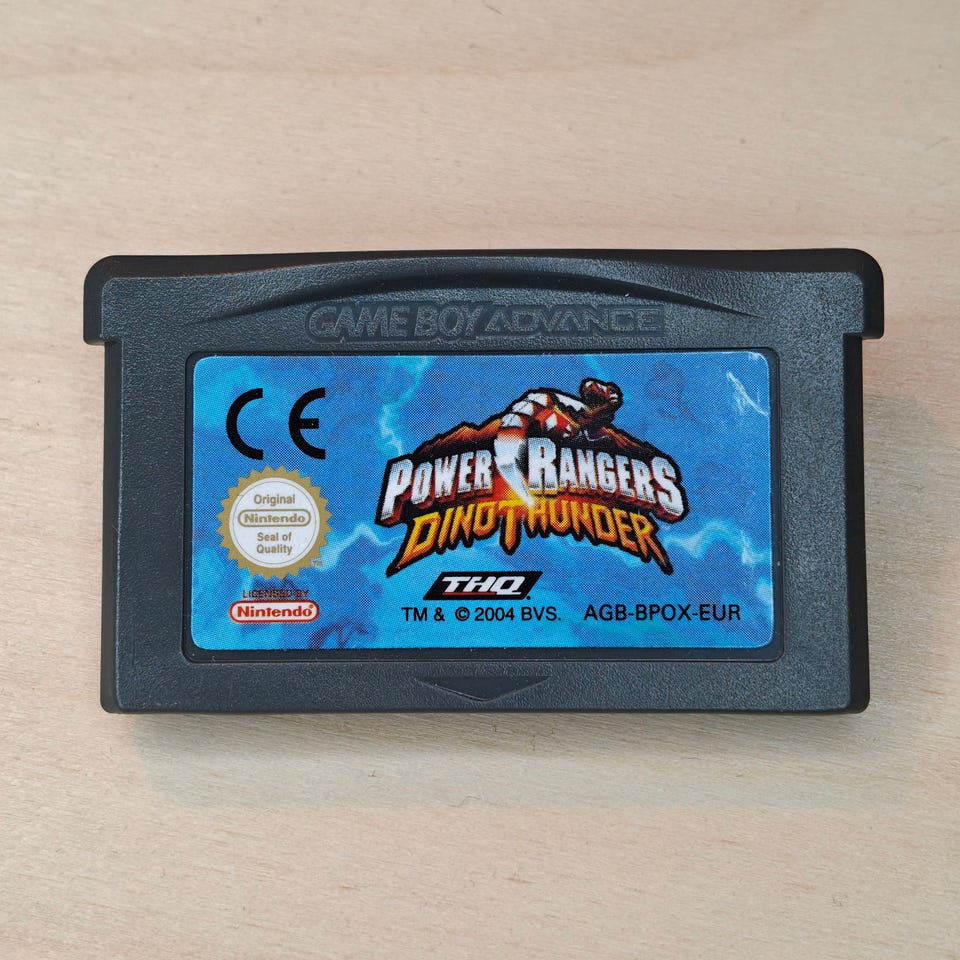 GAME BOY ADVANCE
CE
POWER RANGERS
DINO THUNDER
Original
Nintendo
Seal of
Quality
TM
LICENSED BY
Nintendo
THQ
TM & © 2004 BVS. AGB-BPOX-EUR